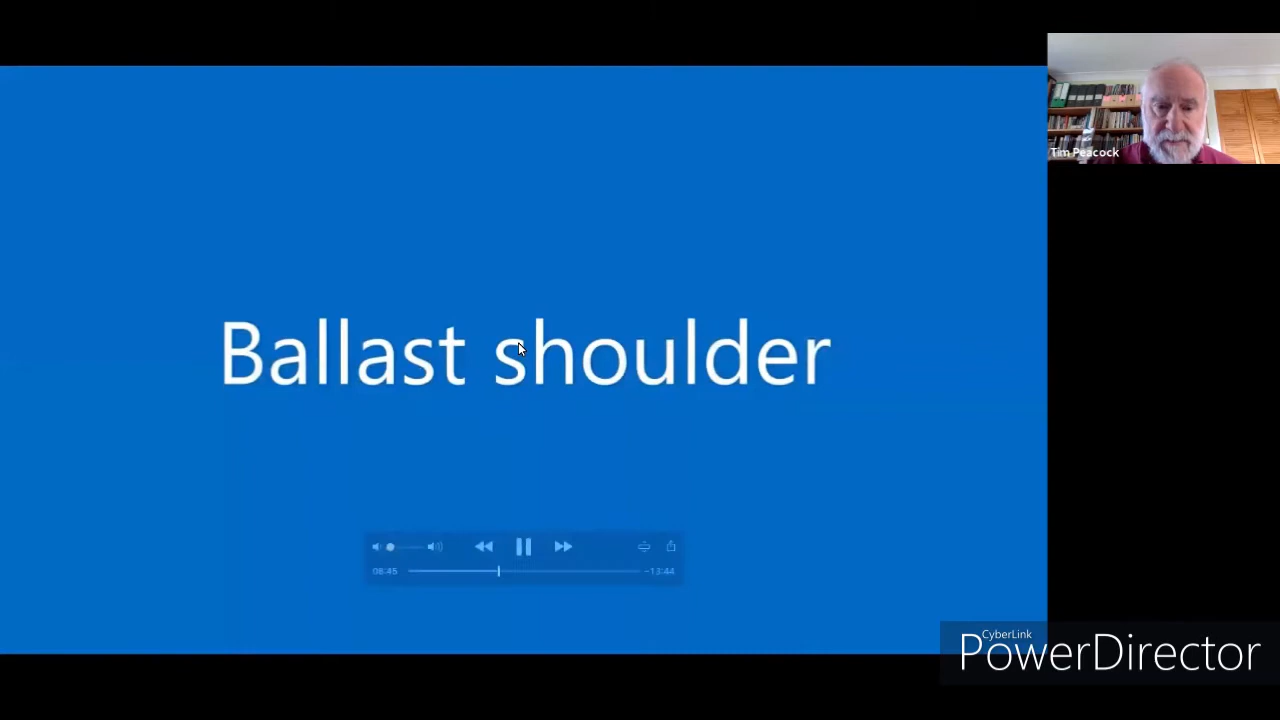 Tim Peacock
Ballast shoulder
08:45
-13:44
CyberLink
PowerDirector